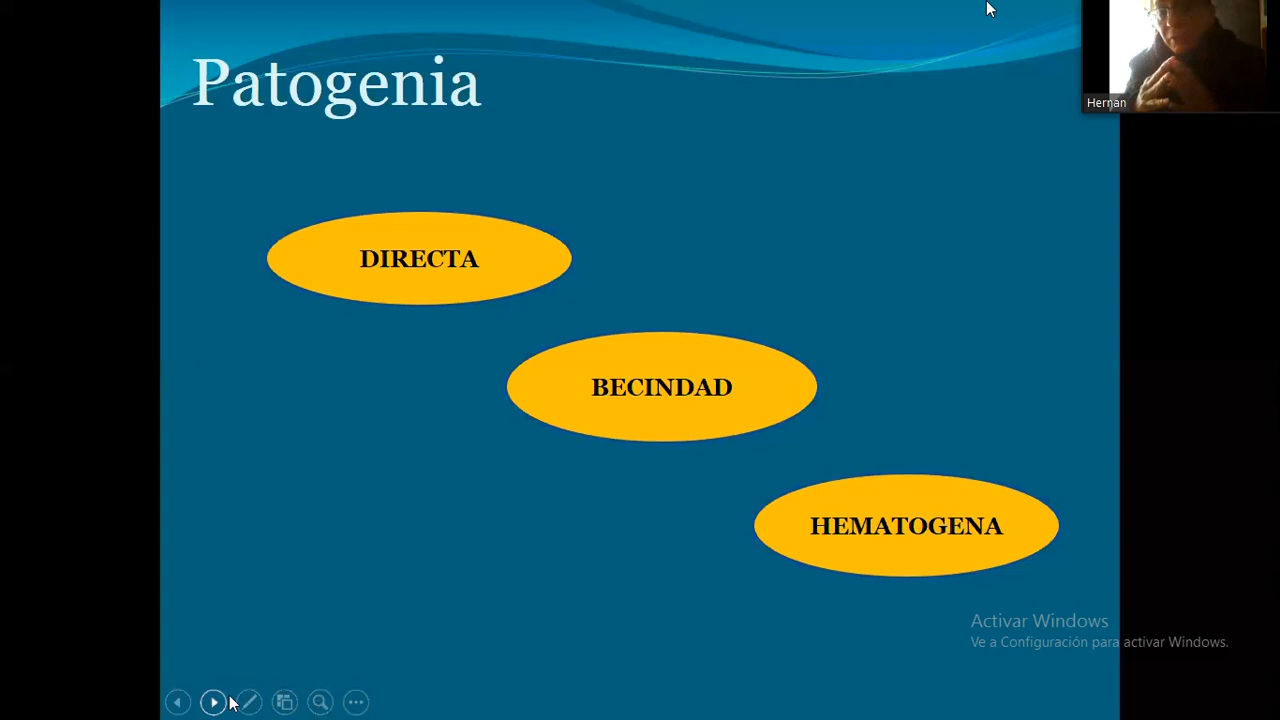 Patogenia
Hernan
DIRECTA
BECINDAD
HEMATOGENA
Activar Windows
Ve a Configuración para activar Windows.